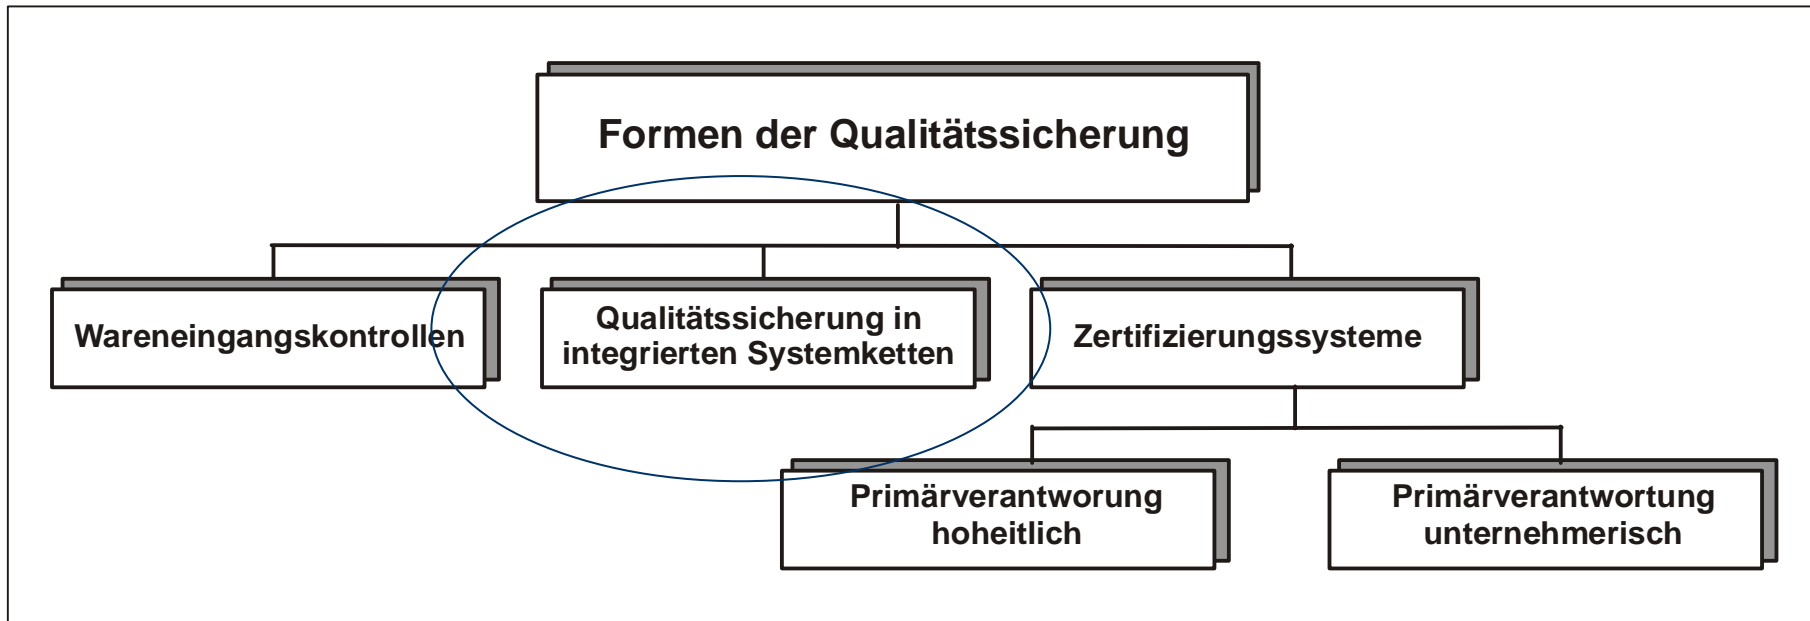 Formen der Qualitätssicherung
Wareneingangskontrollen
Qualitätssicherung in
integrierten Systemketten
Zertifizierungssysteme
Primärverantworung
hoheitlich
Primärverantwortung
unternehmerisch